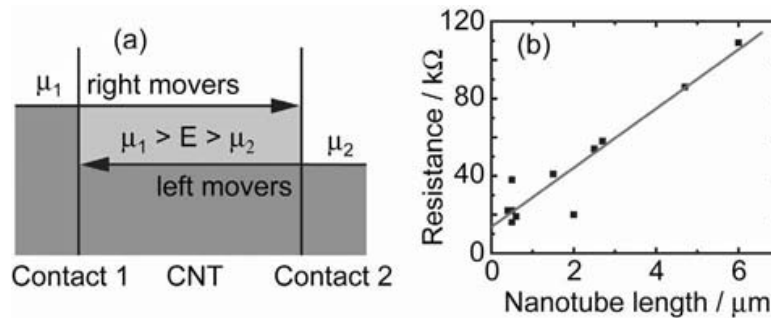 (a)
μ₁ right movers
μ₁ > E > μ₂
μ₂
left movers
Contact 1 CNT Contact 2
(b)
Resistance / kΩ
120
80
40
0
0 2 4 6
Nanotube length / μm